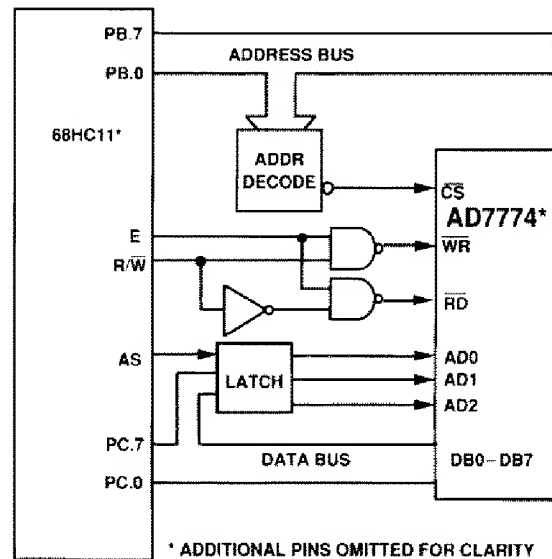 PB.7
ADDRESS BUS
PB.0
68HC11*
ADDR
DECODE
CS
AD7774*
E
WR
R/W
RD
AS
AD0
LATCH
AD1
AD2
PC.7
DATA BUS
DB0–DB7
PC.0
* ADDITIONAL PINS OMITTED FOR CLARITY